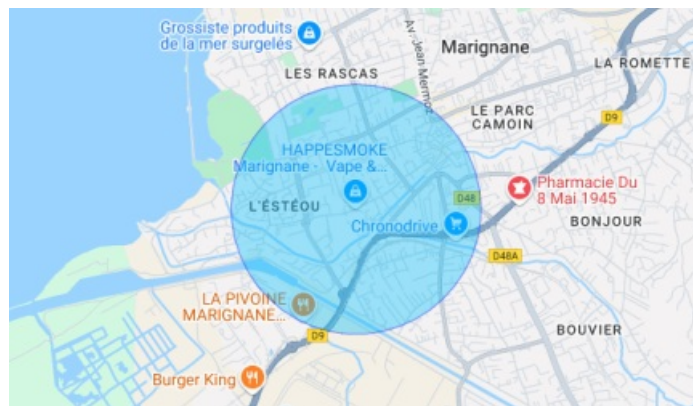 Grossiste produits
de la mer surgelés
Av. Jean Mermoz
Marignane
LA ROMETTE
LES RASCAS
LE PARC
CAMOIN
D9
HAPPESMOKE
Marignane - Vape &...
Pharmacie Du
8 Mai 1945
D48
L'ÉSTÉOU
Chronodrive
BONJOUR
D48A
LA PIVOINE
MARIGNANE...
D9
BOUVIER
Burger King